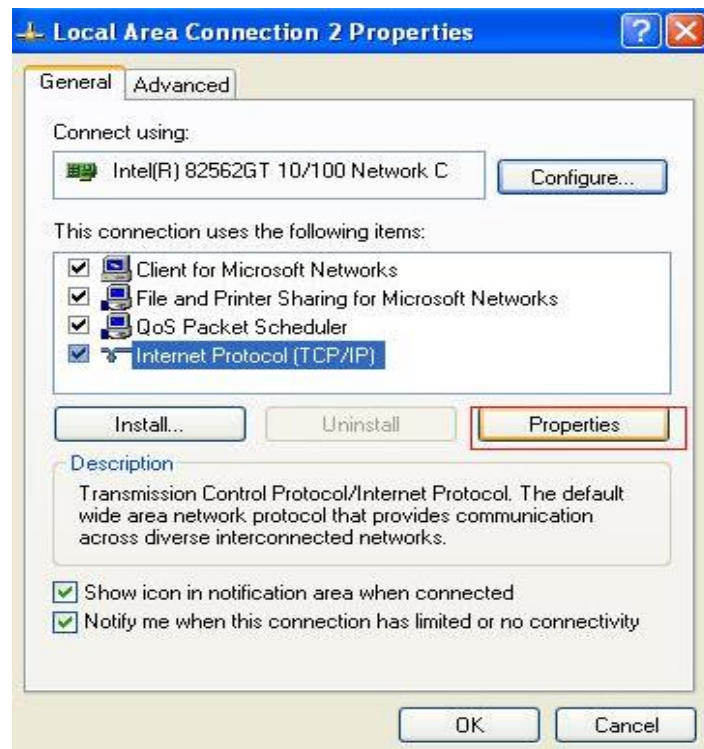 Local Area Connection 2 Properties
General Advanced
Connect using:
Intel(R) 82562GT 10/100 Network C Configure...
This connection uses the following items:
Client for Microsoft Networks
File and Printer Sharing for Microsoft Networks
QoS Packet Scheduler
Internet Protocol (TCP/IP)
Install... Uninstall Properties
Description
Transmission Control Protocol/Internet Protocol. The default
wide area network protocol that provides communication
across diverse interconnected networks.
Show icon in notification area when connected
Notify me when this connection has limited or no connectivity
OK Cancel